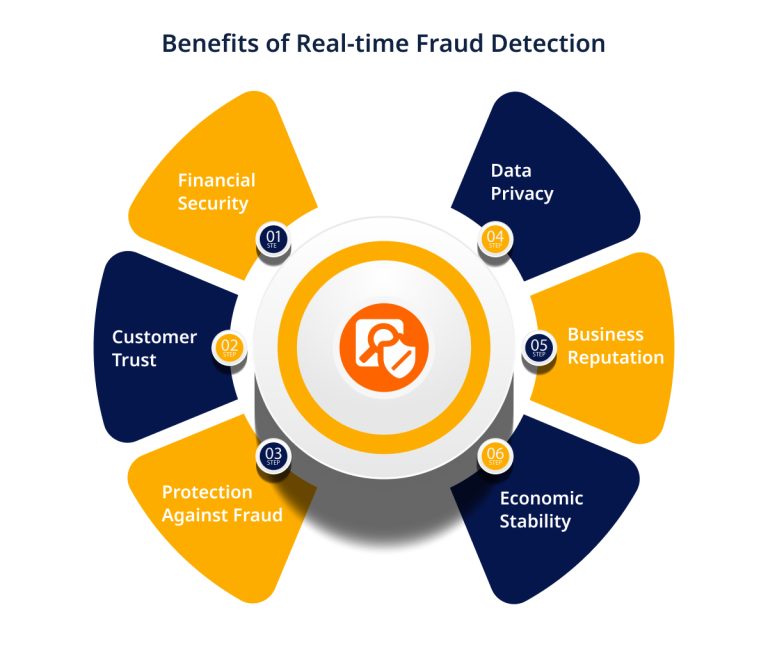 Benefits of Real-time Fraud Detection
Financial
Security
01
STE
Customer
Trust
02
STEP
03
STEP
Protection
Against Fraud
Data
Privacy
04
STEP
Business
Reputation
05
STEP
06
STEP
Economic
Stability